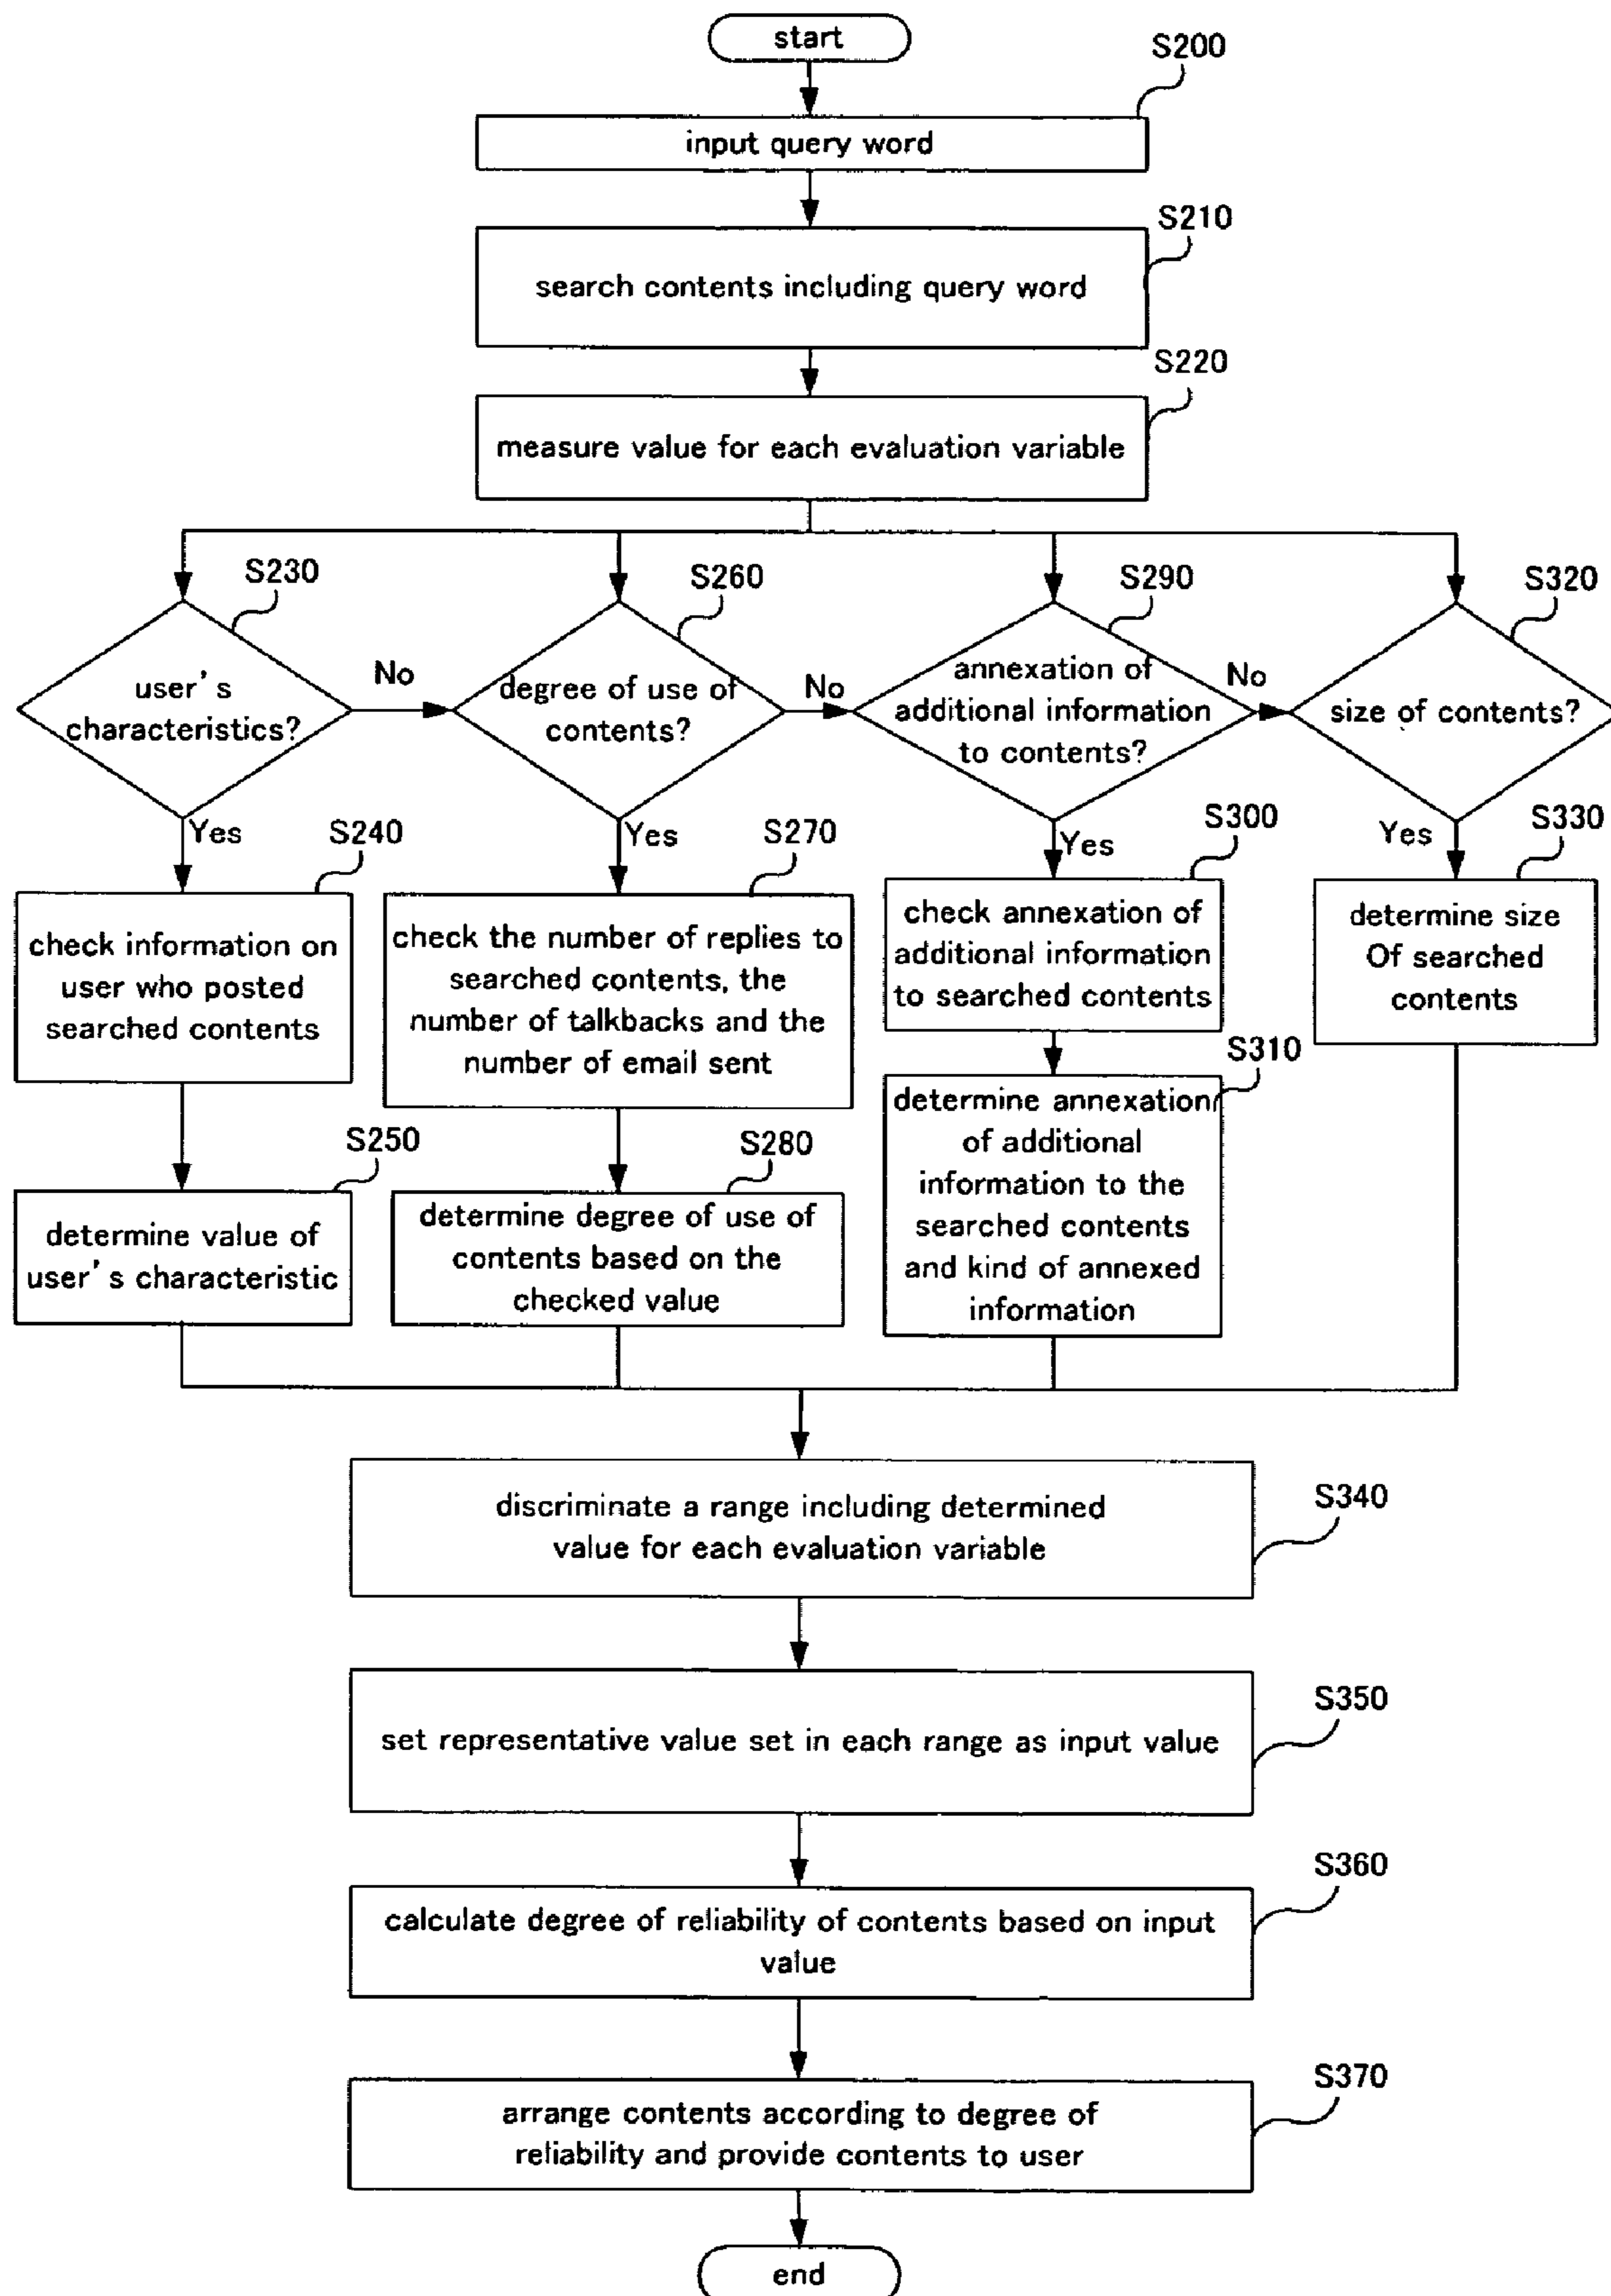 start
S200
input query word
S210
search contents including query word
S220
measure value for each evaluation variable
S230
user's
characteristics?
No
Yes
S260
degree of use of
contents?
No
Yes
S290
annexation of
additional information
to contents?
No
Yes
S320
size of contents?
Yes
S240
check information on
user who posted
searched contents
S270
check the number of replies to
searched contents, the
number of talkbacks and the
number of email sent
S300
check annexation of
additional information
to searched contents
S330
determine size
Of searched
contents
S250
determine value of
user's characteristic
S280
determine degree of use of
contents based on the
checked value
S310
determine annexation
of additional
information to the
searched contents
and kind of annexed
information
S340
discriminate a range including determined
value for each evaluation variable
S350
set representative value set in each range as input value
S360
calculate degree of reliability of contents based on input
value
S370
arrange contents according to degree of
reliability and provide contents to user
end